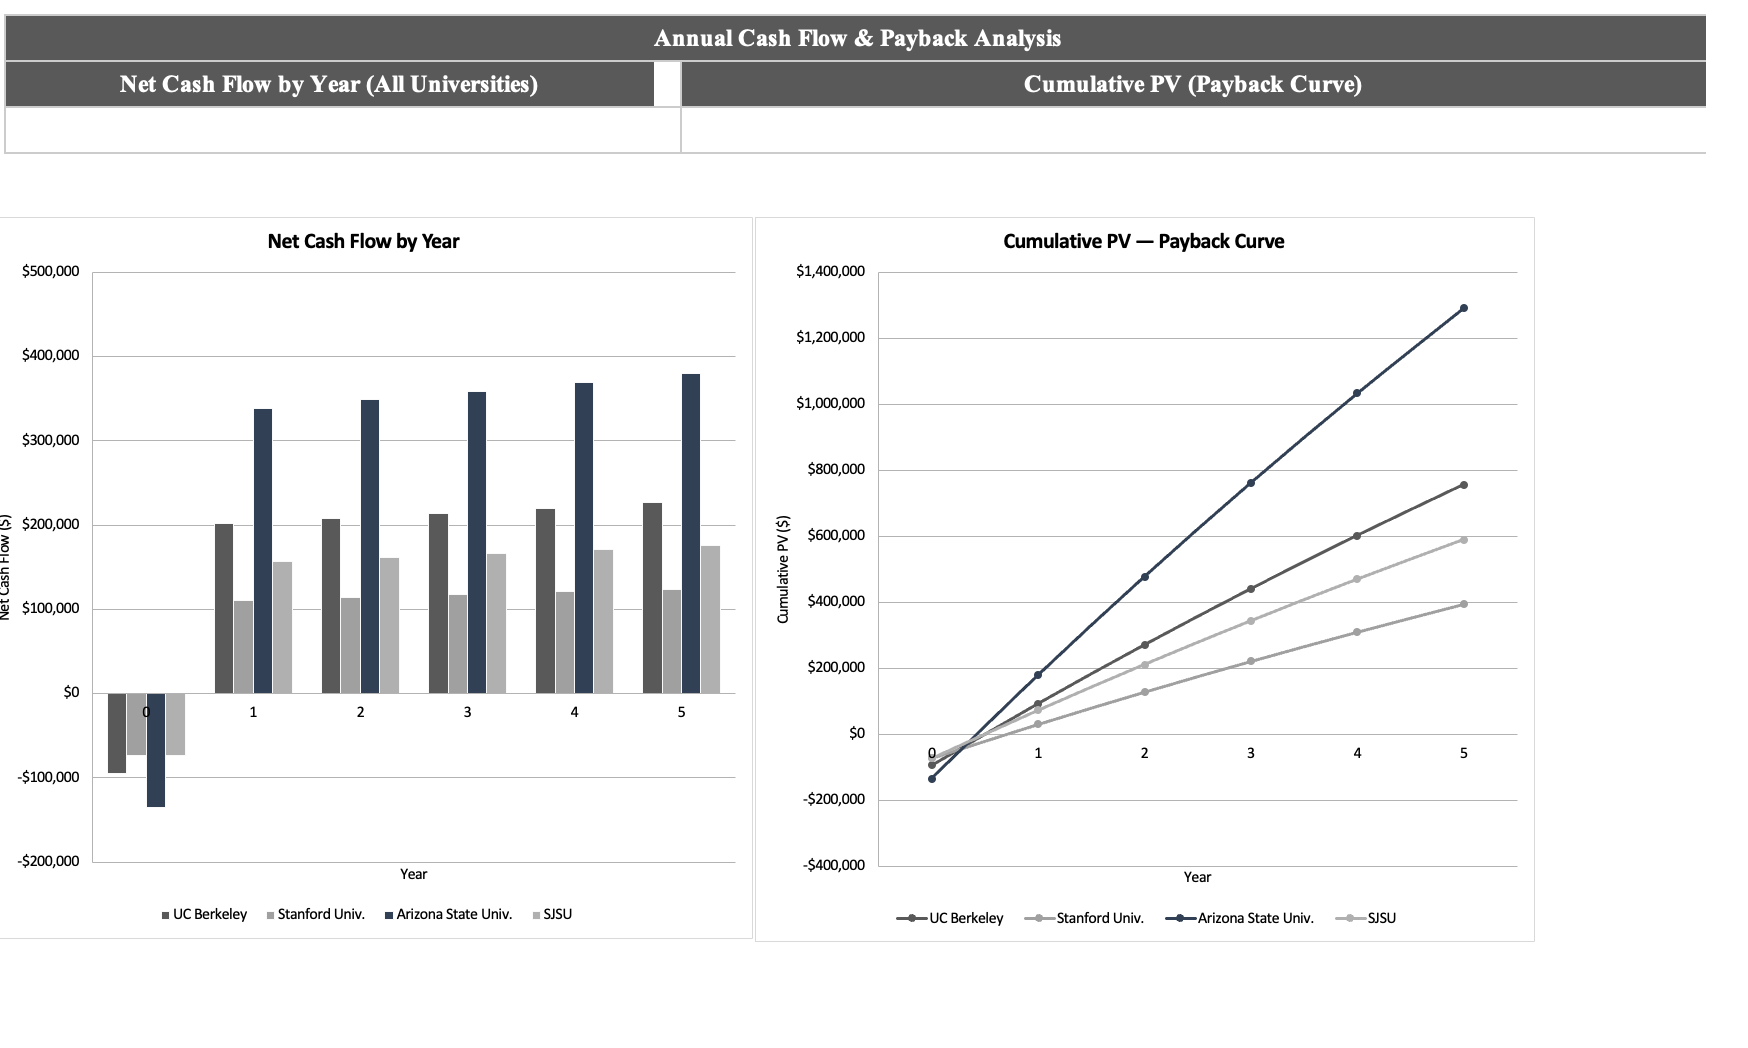 Annual Cash Flow & Payback Analysis
Net Cash Flow by Year (All Universities)
Cumulative PV (Payback Curve)
Net Cash Flow by Year
$500,000
$400,000
$300,000
$200,000
$100,000
$0
-$100,000
-$200,000
Net Cash Flow ($)
0 1 2 3 4 5
Year
UC Berkeley Stanford Univ. Arizona State Univ. SJSU
Cumulative PV — Payback Curve
$1,400,000
$1,200,000
$1,000,000
$800,000
$600,000
$400,000
$200,000
$0
-$200,000
-$400,000
Cumulative PV ($)
0 1 2 3 4 5
Year
UC Berkeley Stanford Univ. Arizona State Univ. SJSU